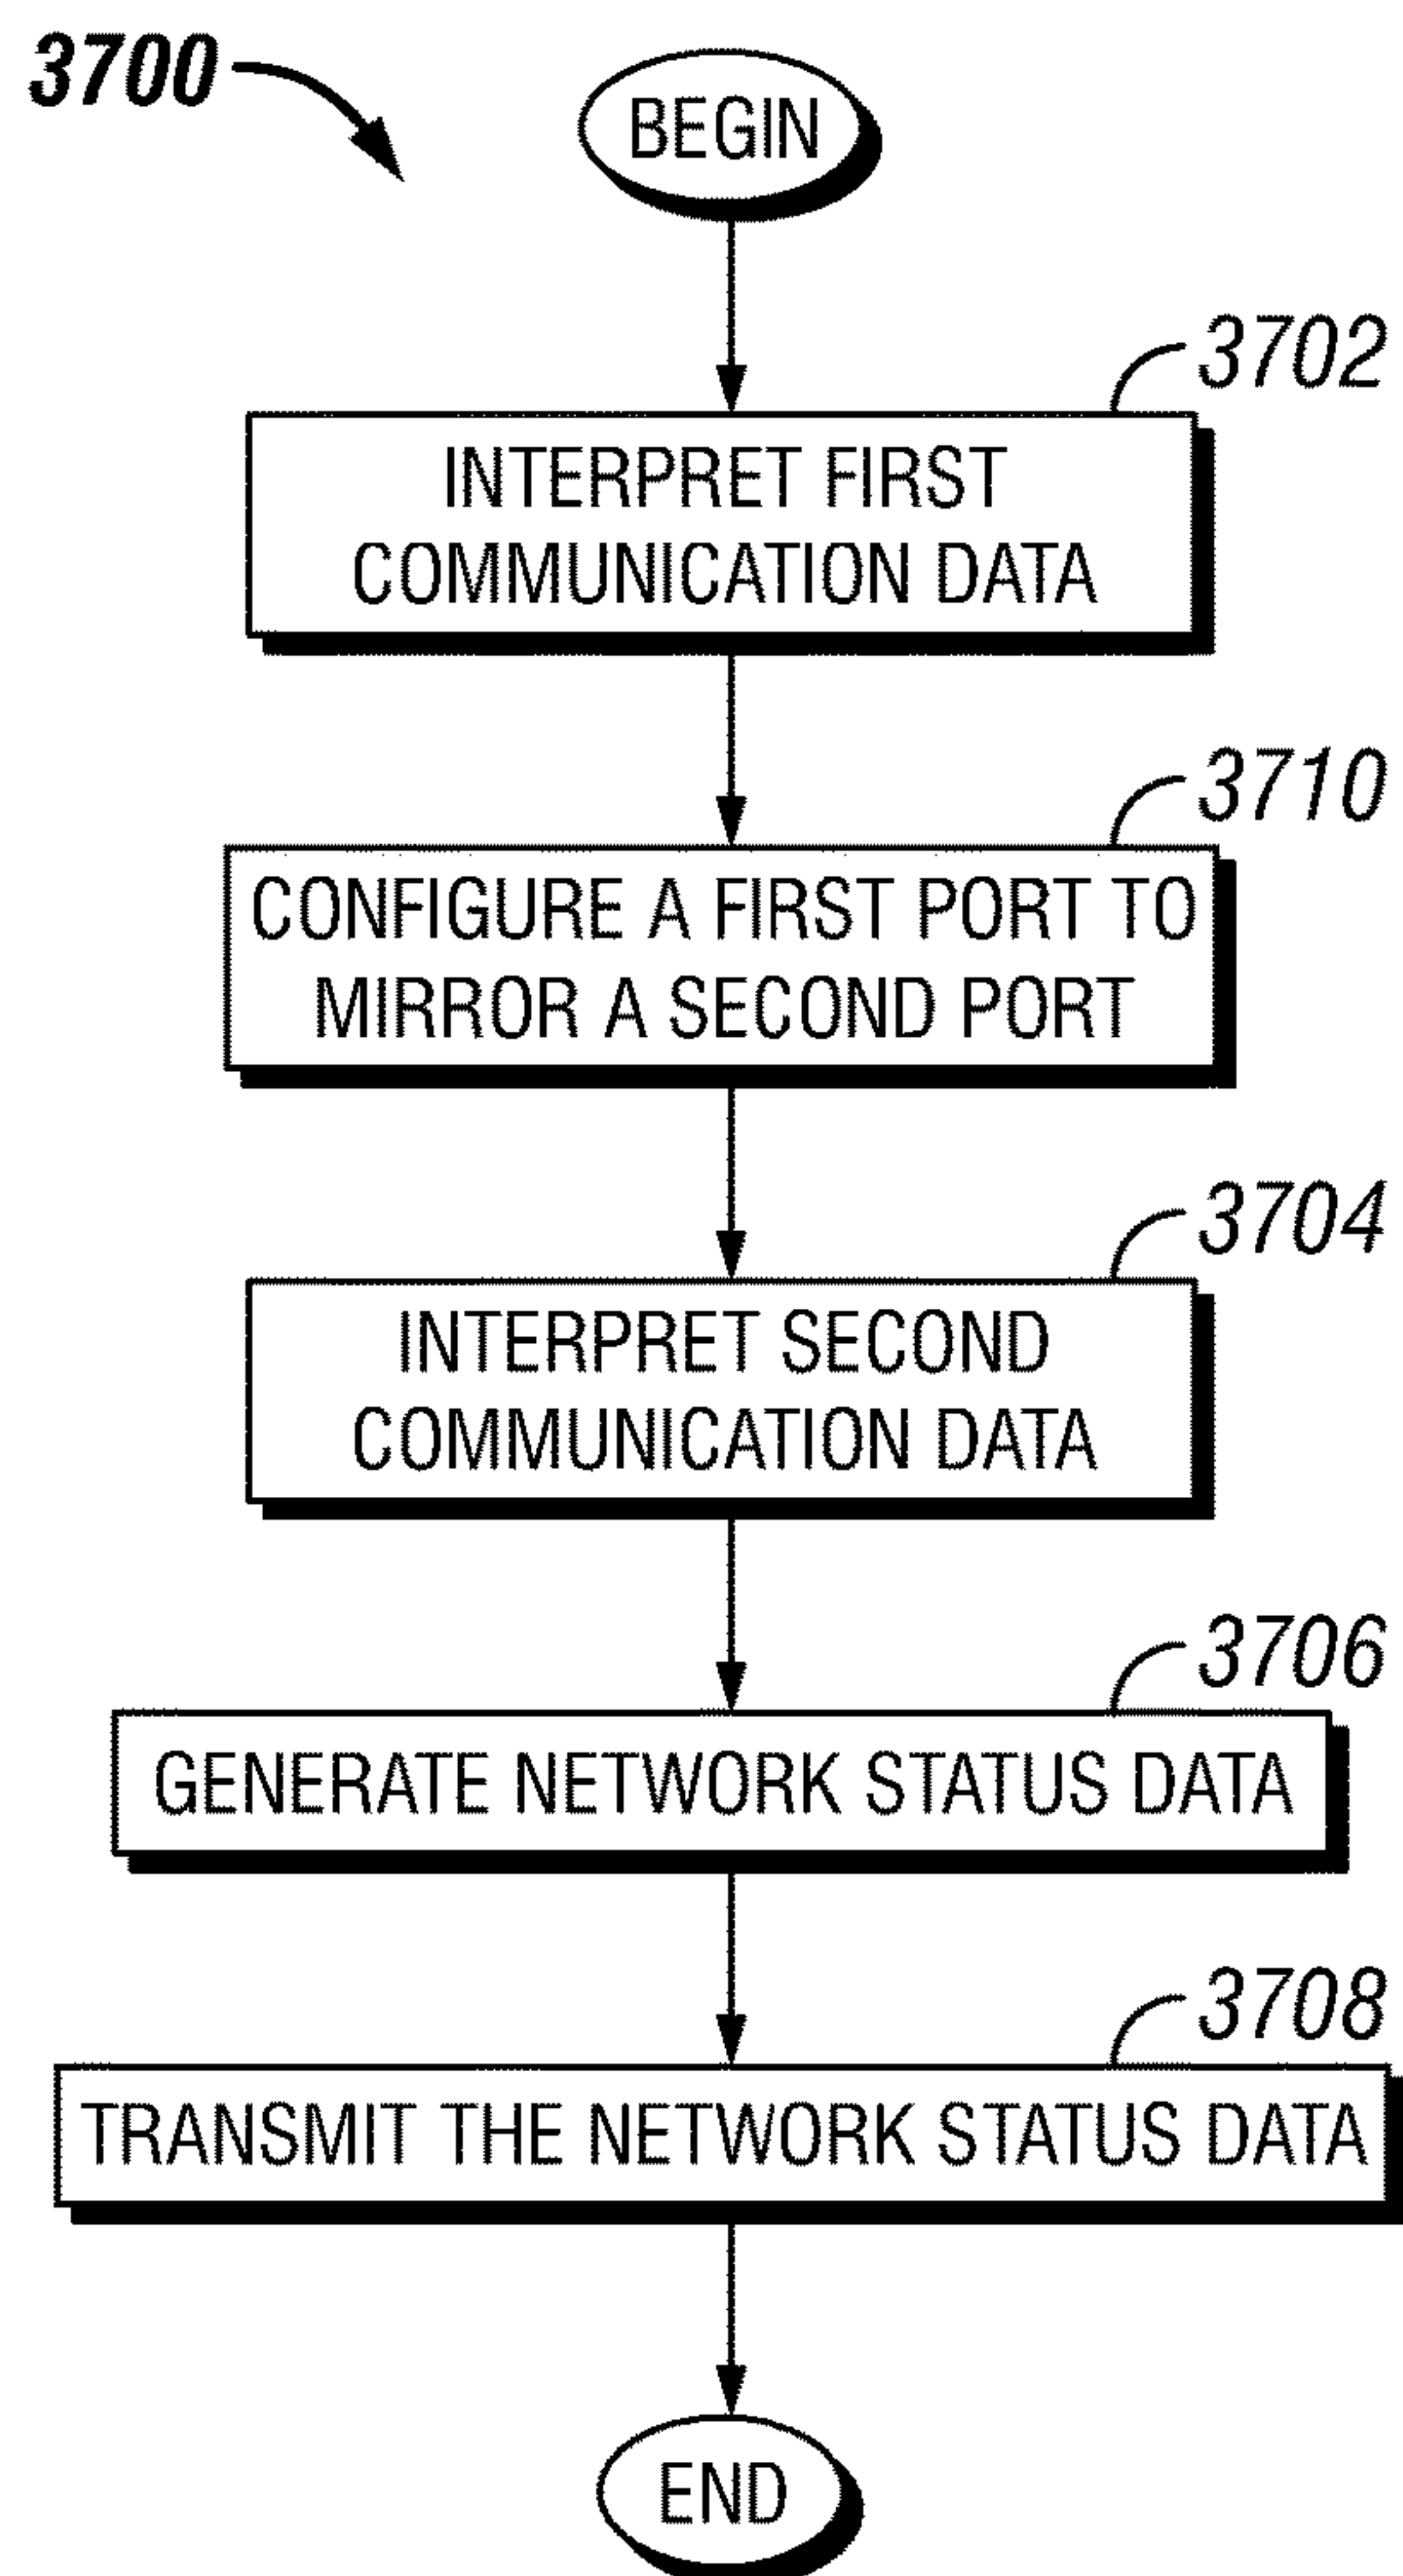 3700
BEGIN
3702
INTERPRET FIRST
COMMUNICATION DATA
3710
CONFIGURE A FIRST PORT TO
MIRROR A SECOND PORT
3704
INTERPRET SECOND
COMMUNICATION DATA
3706
GENERATE NETWORK STATUS DATA
3708
TRANSMIT THE NETWORK STATUS DATA
END